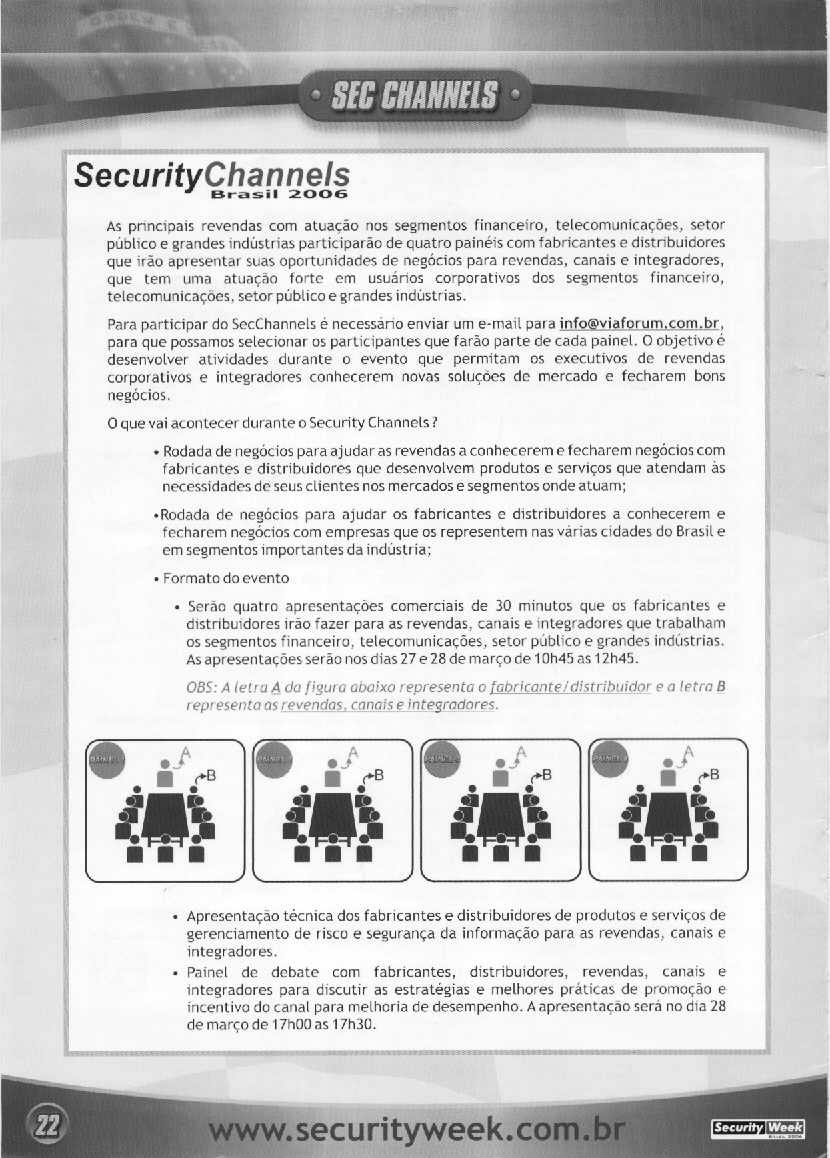 SEC CHANNELS
SecurityChannels
Brasil 2006
As principais revendas com atuação nos segmentos financeiro, telecomunicações, setor
público e grandes indústrias participarão de quatro painéis com fabricantes e distribuidores
que irão apresentar suas oportunidades de negócios para revendas, canais e integradores,
que tem uma atuação forte em usuários corporativos dos segmentos financeiro,
telecomunicações, setor público e grandes indústrias.
Para participar do SecChannels é necessário enviar um e-mail para info@viaforum.com.br,
para que possamos selecionar os participantes que farão parte de cada painel. O objetivo é
desenvolver atividades durante o evento que permitam os executivos de revendas
corporativos e integradores conhecerem novas soluções de mercado e fecharem bons
negócios.
O que vai acontecer durante o Security Channels ?
• Rodada de negócios para ajudar as revendas a conhecerem e fecharem negócios com
fabricantes e distribuidores que desenvolvem produtos e serviços que atendam às
necessidades de seus clientes nos mercados e segmentos onde atuam;
•Rodada de negócios para ajudar os fabricantes e distribuidores a conhecerem e
fecharem negócios com empresas que os representem nas várias cidades do Brasil e
em segmentos importantes da indústria;
• Formato do evento
• Serão quatro apresentações comerciais de 30 minutos que os fabricantes e
distribuidores irão fazer para as revendas, canais e integradores que trabalham
os segmentos financeiro, telecomunicações, setor público e grandes indústrias.
As apresentações serão nos dias 27 e 28 de março de 10h45 as 12h45.
OBS: A letra A da figura abaixo representa o fabricante/distribuidor e a letra B
representa as revendas, canais e integradores.
A
B
A
B
A
B
A
B
• Apresentação técnica dos fabricantes e distribuidores de produtos e serviços de
gerenciamento de risco e segurança da informação para as revendas, canais e
integradores.
• Painel de debate com fabricantes, distribuidores, revendas, canais e
integradores para discutir as estratégias e melhores práticas de promoção e
incentivo do canal para melhoria de desempenho. A apresentação será no dia 28
de março de 17h00 as 17h30.
22
www.securityweek.com.br
Security Week
Brasil 2006